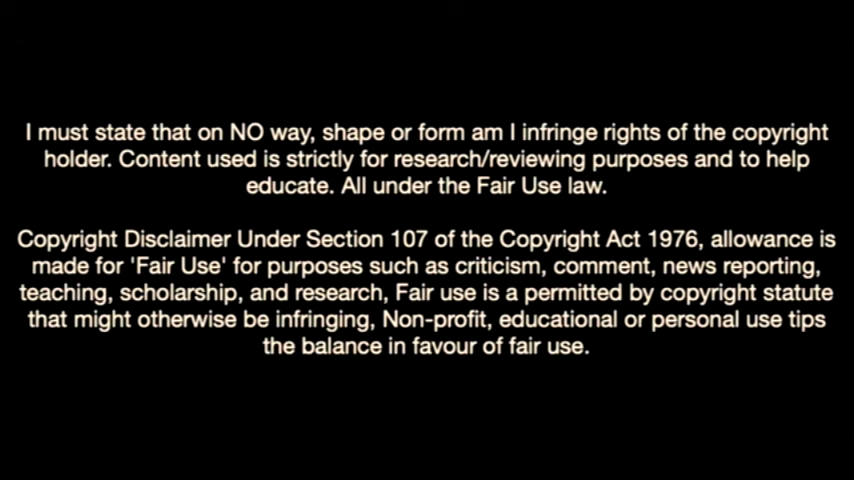 I must state that on NO way, shape or form am I infringe rights of the copyright
holder. Content used is strictly for research/reviewing purposes and to help
educate. All under the Fair Use law.
Copyright Disclaimer Under Section 107 of the Copyright Act 1976, allowance is
made for 'Fair Use' for purposes such as criticism, comment, news reporting,
teaching, scholarship, and research, Fair use is a permitted by copyright statute
that might otherwise be infringing, Non-profit, educational or personal use tips
the balance in favour of fair use.